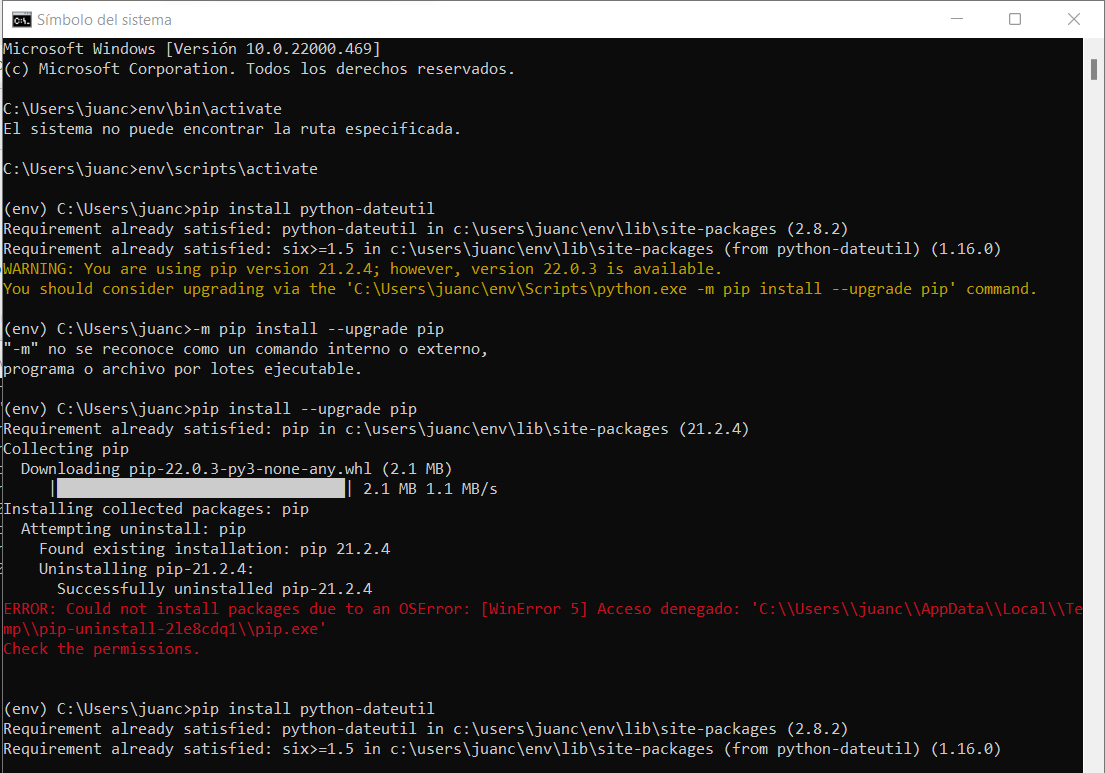 Símbolo del sistema
Microsoft Windows [Versión 10.0.22000.469]
(c) Microsoft Corporation. Todos los derechos reservados.
C:\Users\juanc>env\bin\activate
El sistema no puede encontrar la ruta especificada.
C:\Users\juanc>env\scripts\activate
(env) C:\Users\juanc>pip install python-dateutil
Requirement already satisfied: python-dateutil in c:\users\juanc\env\lib\site-packages (2.8.2)
Requirement already satisfied: six>=1.5 in c:\users\juanc\env\lib\site-packages (from python-dateutil) (1.16.0)
WARNING: You are using pip version 21.2.4; however, version 22.0.3 is available.
You should consider upgrading via the 'C:\Users\juanc\env\Scripts\python.exe -m pip install --upgrade pip' command.
(env) C:\Users\juanc>-m pip install --upgrade pip
"-m" no se reconoce como un comando interno o externo,
programa o archivo por lotes ejecutable.
(env) C:\Users\juanc>pip install --upgrade pip
Requirement already satisfied: pip in c:\users\juanc\env\lib\site-packages (21.2.4)
Collecting pip
  Downloading pip-22.0.3-py3-none-any.whl (2.1 MB)
     |████████████████████████████████| 2.1 MB 1.1 MB/s
Installing collected packages: pip
  Attempting uninstall: pip
    Found existing installation: pip 21.2.4
    Uninstalling pip-21.2.4:
      Successfully uninstalled pip-21.2.4
ERROR: Could not install packages due to an OSError: [WinError 5] Acceso denegado: 'C:\\Users\\juanc\\AppData\\Local\\Te
mp\\pip-uninstall-2le8cdq1\\pip.exe'
Check the permissions.
(env) C:\Users\juanc>pip install python-dateutil
Requirement already satisfied: python-dateutil in c:\users\juanc\env\lib\site-packages (2.8.2)
Requirement already satisfied: six>=1.5 in c:\users\juanc\env\lib\site-packages (from python-dateutil) (1.16.0)